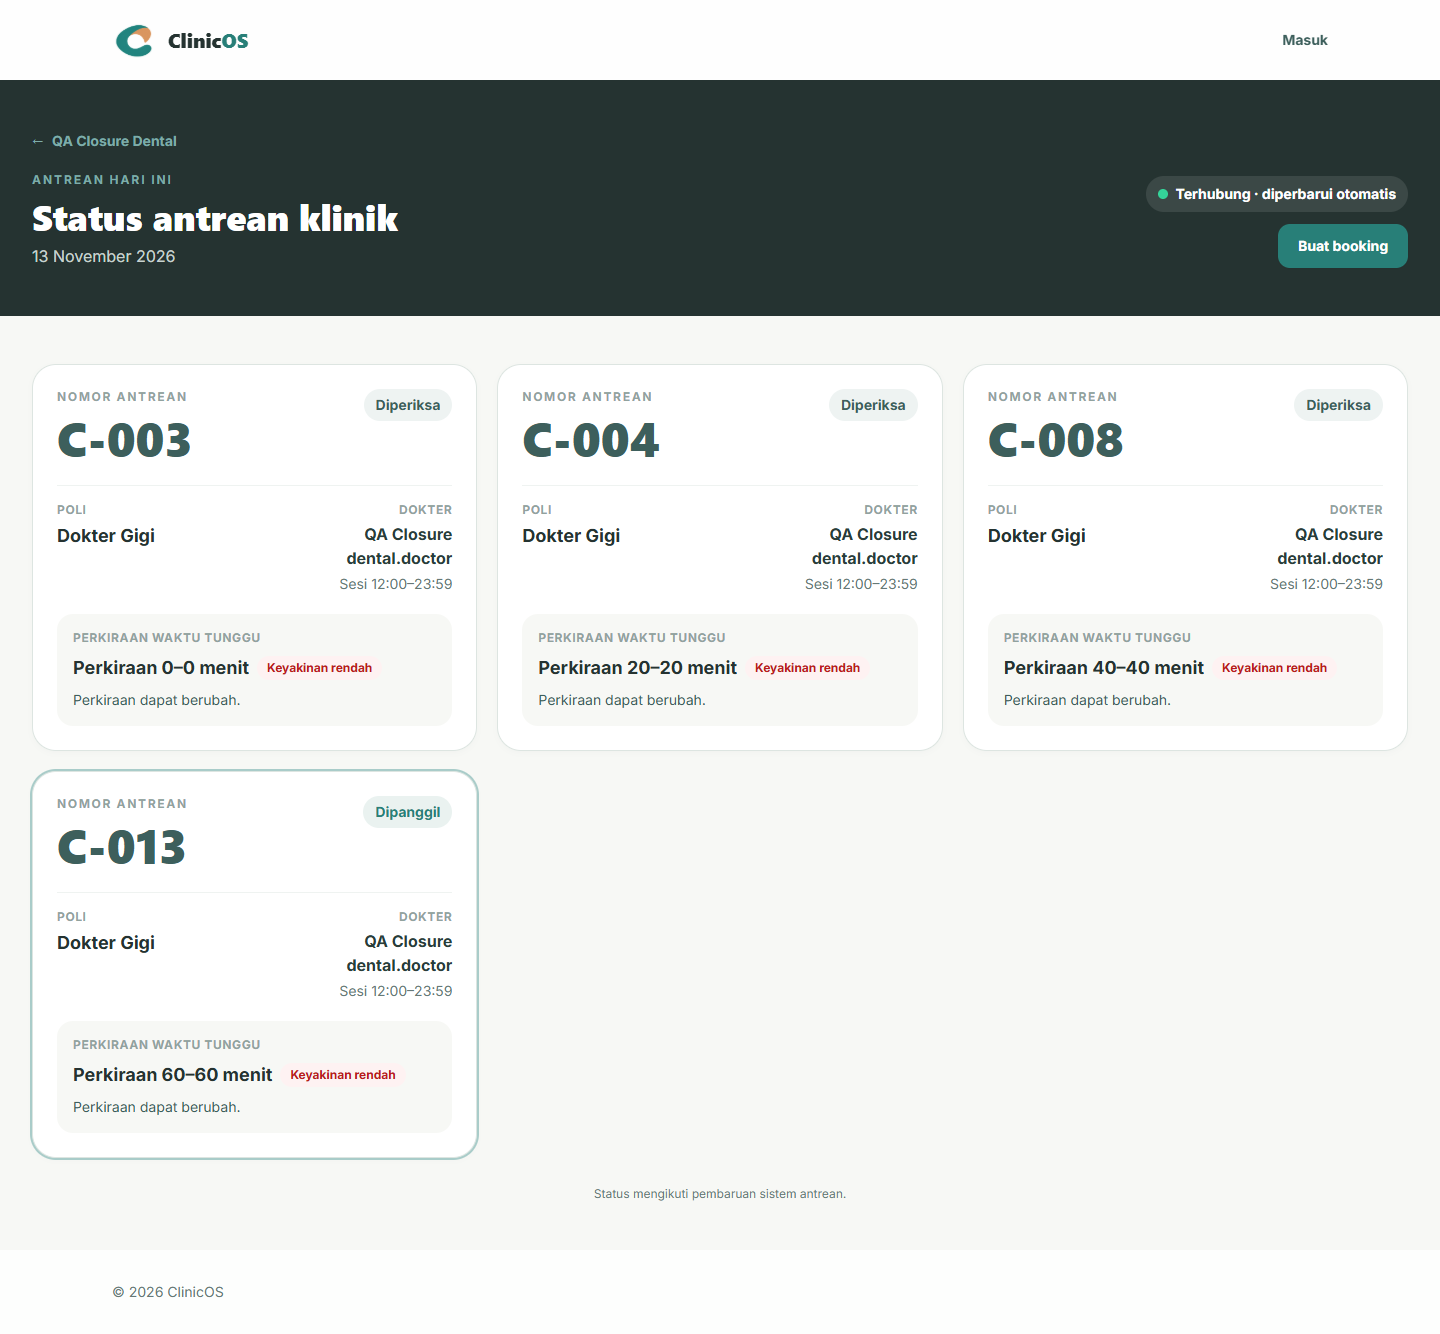 ClinicOS
Masuk
← QA Closure Dental
ANTREAN HARI INI
Status antrean klinik
13 November 2026
Terhubung · diperbarui otomatis
Buat booking
NOMOR ANTREAN
Diperiksa
C-003
POLI
DOKTER
Dokter Gigi
QA Closure
dental.doctor
Sesi 12:00–23:59
PERKIRAAN WAKTU TUNGGU
Perkiraan 0–0 menit Keyakinan rendah
Perkiraan dapat berubah.
NOMOR ANTREAN
Diperiksa
C-004
POLI
DOKTER
Dokter Gigi
QA Closure
dental.doctor
Sesi 12:00–23:59
PERKIRAAN WAKTU TUNGGU
Perkiraan 20–20 menit Keyakinan rendah
Perkiraan dapat berubah.
NOMOR ANTREAN
Diperiksa
C-008
POLI
DOKTER
Dokter Gigi
QA Closure
dental.doctor
Sesi 12:00–23:59
PERKIRAAN WAKTU TUNGGU
Perkiraan 40–40 menit Keyakinan rendah
Perkiraan dapat berubah.
NOMOR ANTREAN
Dipanggil
C-013
POLI
DOKTER
Dokter Gigi
QA Closure
dental.doctor
Sesi 12:00–23:59
PERKIRAAN WAKTU TUNGGU
Perkiraan 60–60 menit Keyakinan rendah
Perkiraan dapat berubah.
Status mengikuti pembaruan sistem antrean.
© 2026 ClinicOS